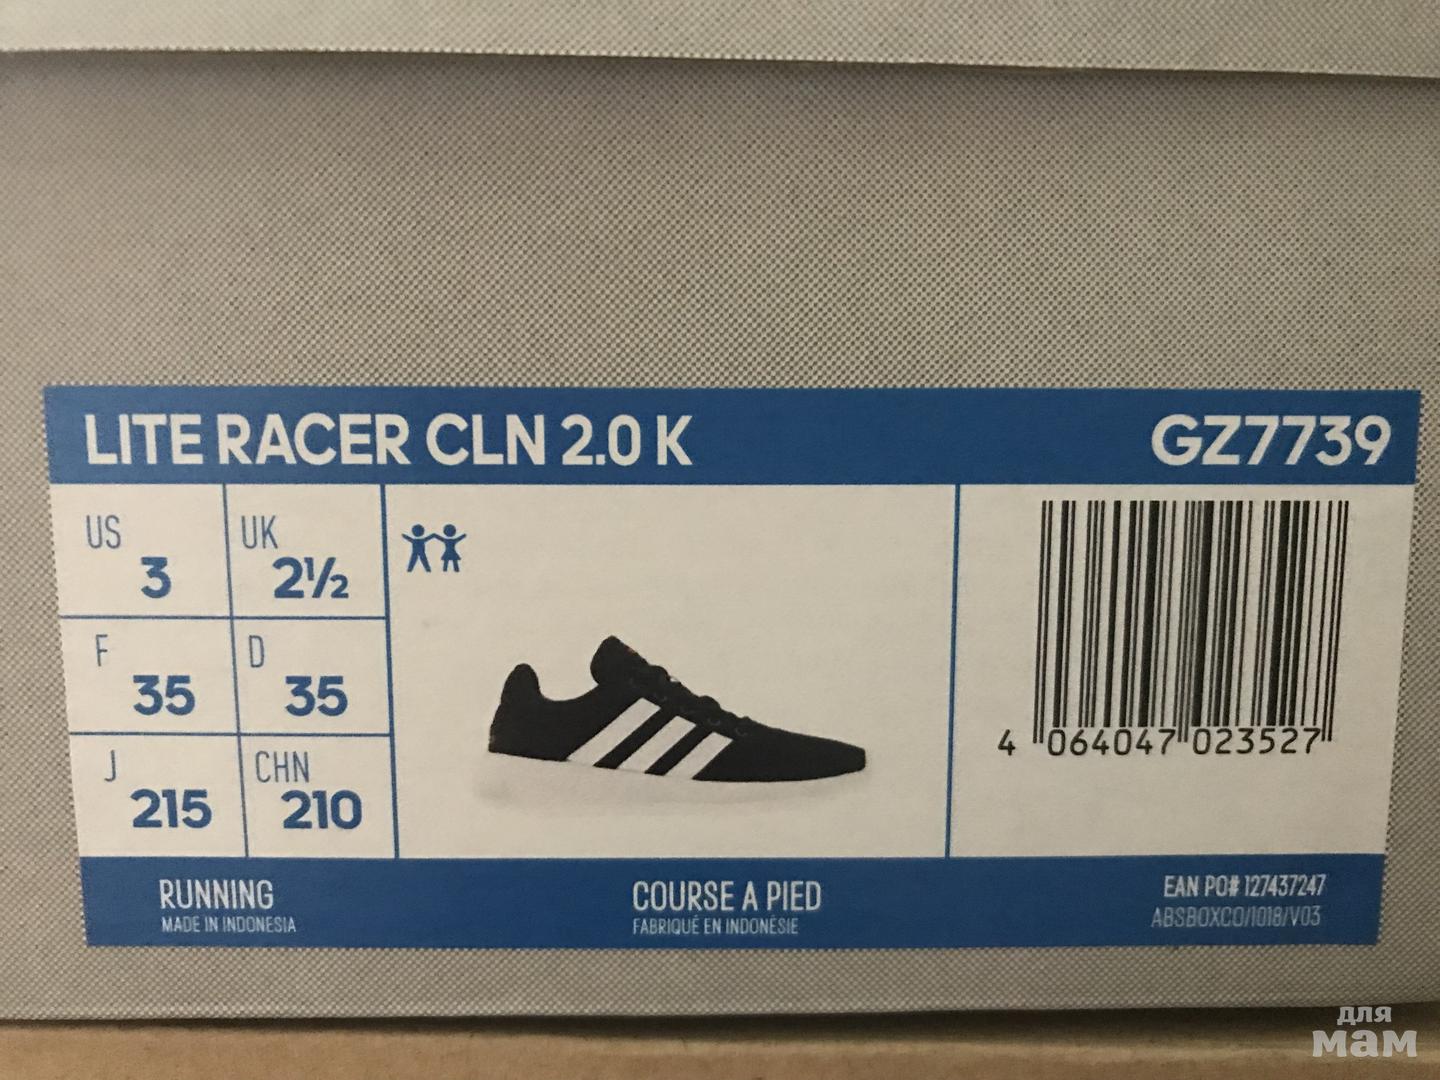 LITE RACER CLN 2.0 K GZ7739
US 3 UK 2½
F 35 D 35
J 215 CHN 210
4 064047 023527
RUNNING
MADE IN INDONESIA
COURSE A PIED
FABRIQUÉ EN INDONÉSIE
EAN PO# 127437247
ABSBOXCO/1018/V03
для
мам